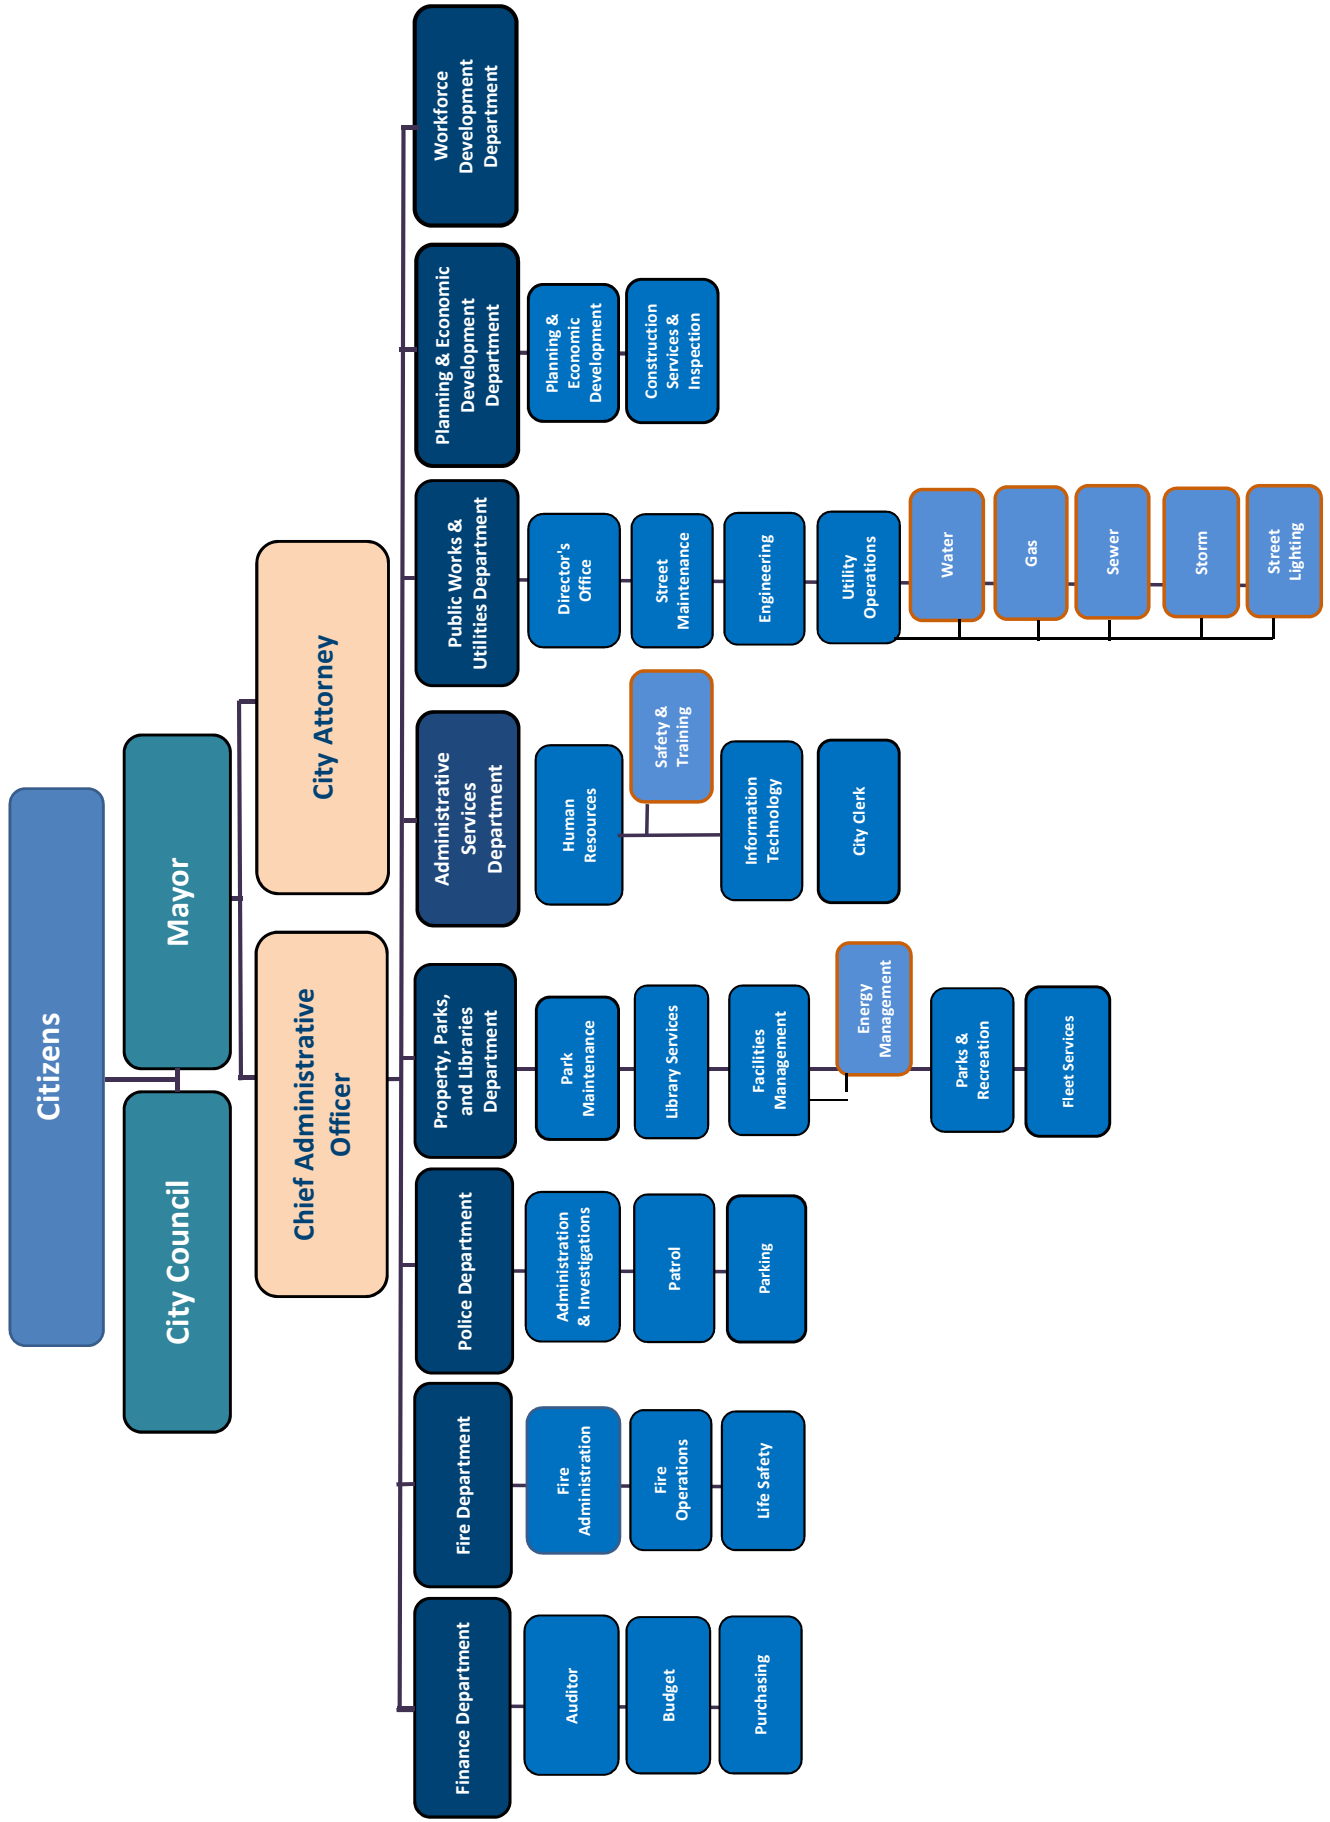 Citizens
City Council
Mayor
Chief Administrative
Officer
City Attorney
Finance Department
Auditor
Budget
Purchasing
Fire Department
Fire
Administration
Fire
Operations
Life Safety
Police Department
Administration
& Investigations
Patrol
Parking
Property, Parks,
and Libraries
Department
Park
Maintenance
Library Services
Facilities
Management
Energy
Management
Parks &
Recreation
Fleet Services
Administrative
Services
Department
Human
Resources
Safety &
Training
Information
Technology
City Clerk
Public Works &
Utilities Department
Director's
Office
Street
Maintenance
Engineering
Utility
Operations
Water
Gas
Sewer
Storm
Street
Lighting
Planning & Economic
Development
Department
Planning &
Economic
Development
Construction
Services &
Inspection
Workforce
Development
Department